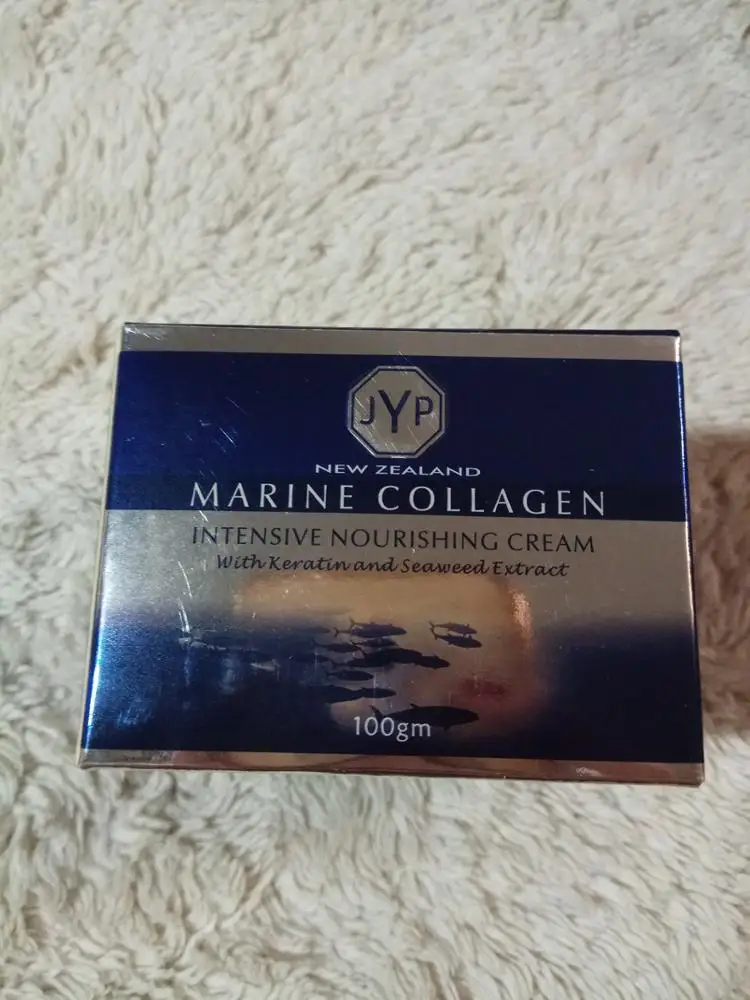 JYP
NEW ZEALAND
MARINE COLLAGEN
INTENSIVE NOURISHING CREAM
With Keratin and Seaweed Extract
100gm